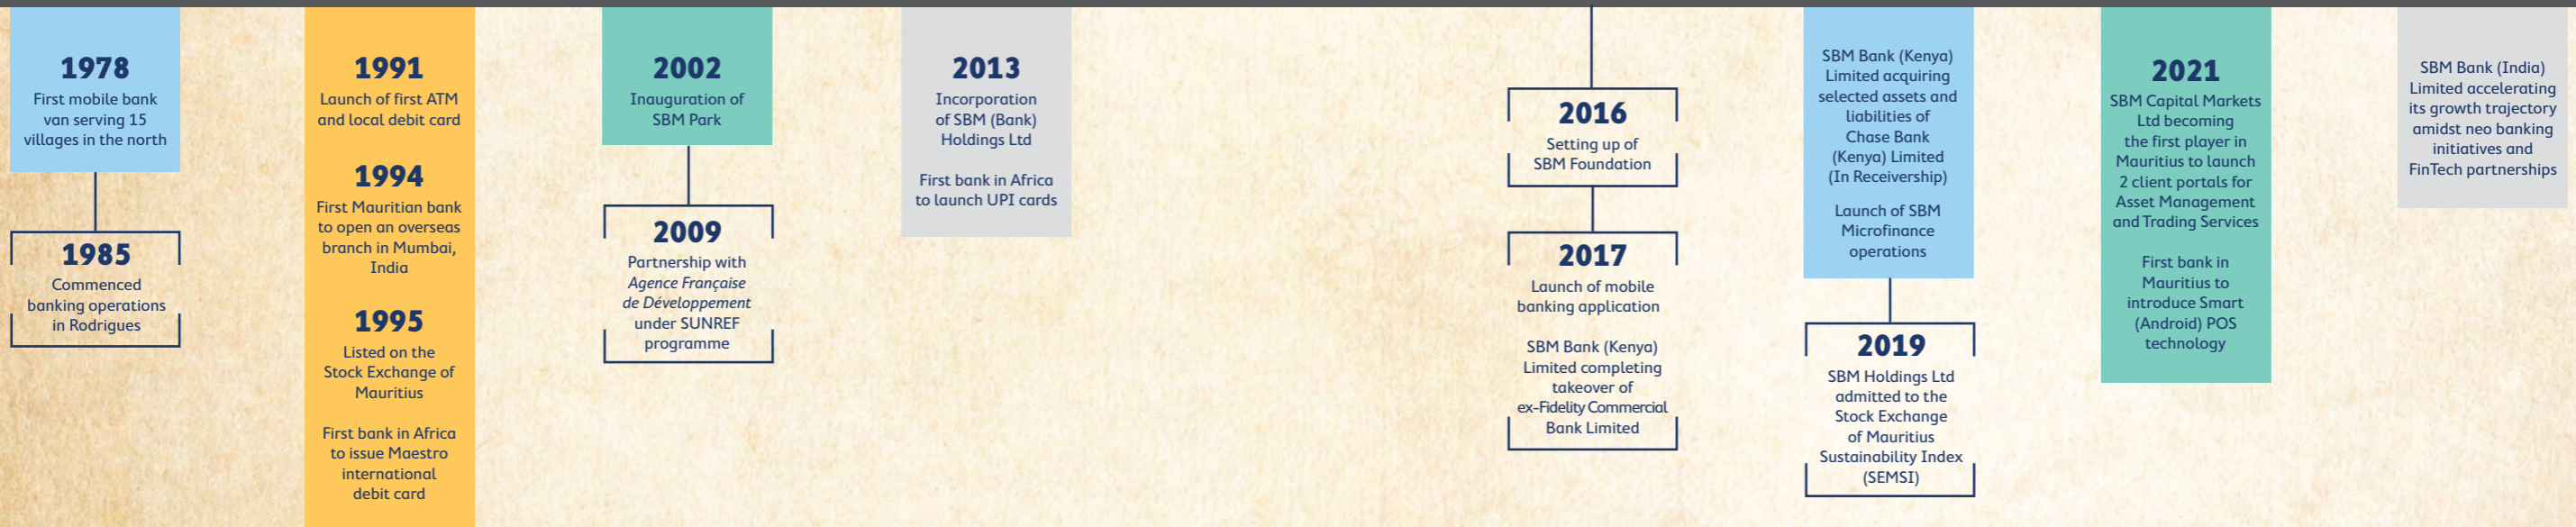 1978
First mobile bank
van serving 15
villages in the north
1985
Commenced
banking operations
in Rodrigues
1991
Launch of first ATM
and local debit card
1994
First Mauritian bank
to open an overseas
branch in Mumbai,
India
1995
Listed on the
Stock Exchange of
Mauritius
First bank in Africa
to issue Maestro
international
debit card
2002
Inauguration of
SBM Park
2009
Partnership with
Agence Française
de Développement
under SUNREF
programme
2013
Incorporation
of SBM (Bank)
Holdings Ltd
First bank in Africa
to launch UPI cards
2016
Setting up of
SBM Foundation
2017
Launch of mobile
banking application
SBM Bank (Kenya)
Limited completing
takeover of
ex-Fidelity Commercial
Bank Limited
SBM Bank (Kenya)
Limited acquiring
selected assets and
liabilities of
Chase Bank
(Kenya) Limited
(In Receivership)
Launch of SBM
Microfinance
operations
2019
SBM Holdings Ltd
admitted to the
Stock Exchange
of Mauritius
Sustainability Index
(SEMSI)
2021
SBM Capital Markets
Ltd becoming
the first player in
Mauritius to launch
2 client portals for
Asset Management
and Trading Services
First bank in
Mauritius to
introduce Smart
(Android) POS
technology
SBM Bank (India)
Limited accelerating
its growth trajectory
amidst neo banking
initiatives and
FinTech partnerships